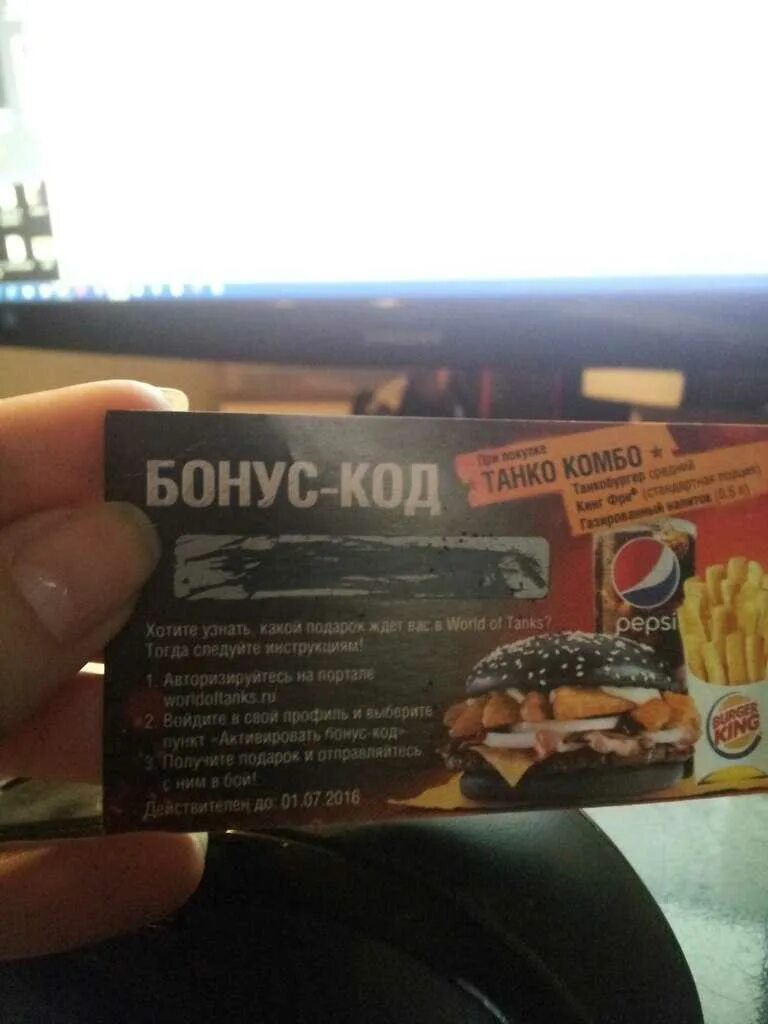 БОНУС-КОД
При покупке
ТАНКО КОМБО
Танкобургер средний
Кинг Фри® (стандартная порция)
Газированный напиток (0,5 л)
pepsi
BURGER
KING
Хотите узнать, какой подарок ждет вас в World of Tanks?
Тогда следуйте инструкциям!
1. Авторизируйтесь на портале
worldoftanks.ru
2. Войдите в свой профиль и выберите
пункт «Активировать бонус-код»
3. Получите подарок и отправляйтесь
с ним в бой!
Действителен до: 01.07.2016